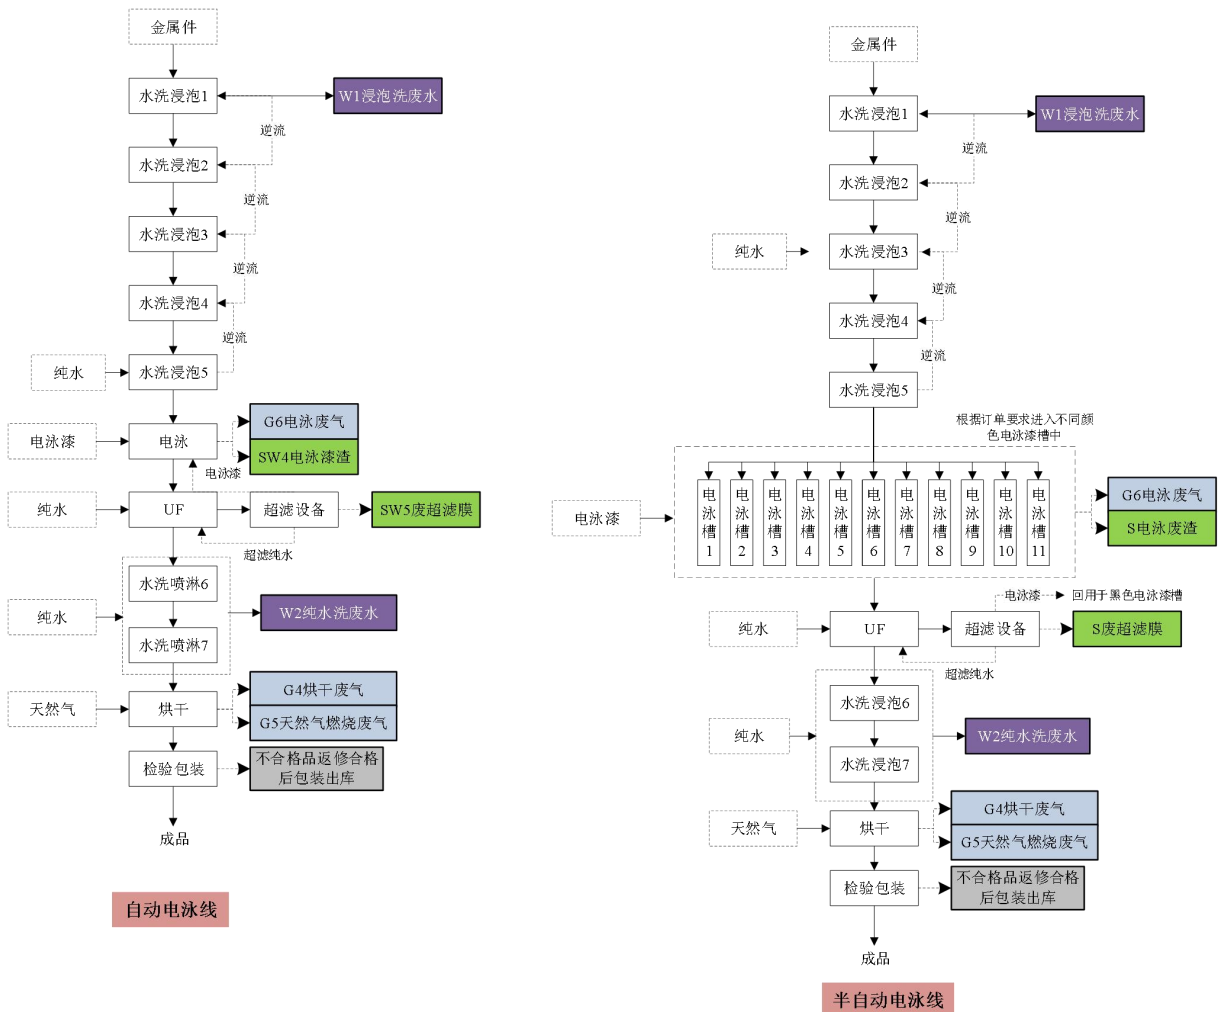 金属件
水洗浸泡1
W1浸泡洗废水
逆流
水洗浸泡2
逆流
水洗浸泡3
逆流
水洗浸泡4
逆流
纯水
水洗浸泡5
G6电泳废气
电泳漆
电泳
SW4电泳漆渣
电泳漆
纯水
UF
超滤设备
SW5废超滤膜
超滤纯水
水洗喷淋6
纯水
W2纯水洗废水
水洗喷淋7
G4烘干废气
天然气
烘干
G5天然气燃烧废气
检验包装
不合格品返修合格
后包装出库
成品
自动电泳线
金属件
水洗浸泡1
W1浸泡洗废水
逆流
水洗浸泡2
逆流
纯水
水洗浸泡3
逆流
水洗浸泡4
逆流
水洗浸泡5
根据订单要求进入不同颜
色电泳漆槽中
电泳漆
电泳槽1
电泳槽2
电泳槽3
电泳槽4
电泳槽5
电泳槽6
电泳槽7
电泳槽8
电泳槽9
电泳槽10
电泳槽11
G6电泳废气
S电泳废渣
电泳漆
回用于黑色电泳漆槽
纯水
UF
超滤设备
S废超滤膜
超滤纯水
水洗浸泡6
纯水
W2纯水洗废水
水洗浸泡7
G4烘干废气
天然气
烘干
G5天然气燃烧废气
检验包装
不合格品返修合格
后包装出库
成品
半自动电泳线